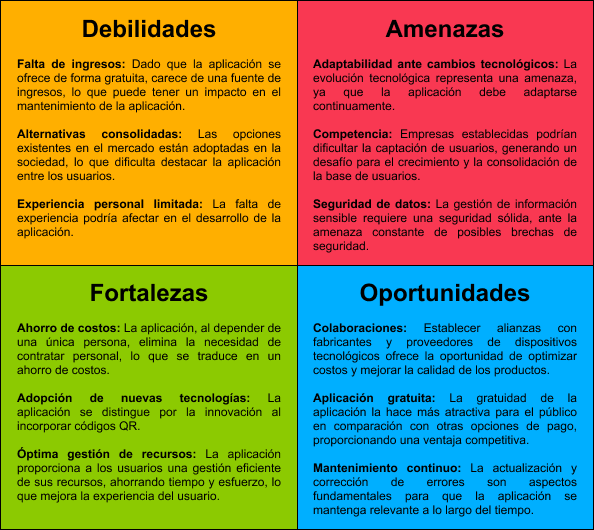 Debilidades
Falta de ingresos: Dado que la aplicación se
ofrece de forma gratuita, carece de una fuente de
ingresos, lo que puede tener un impacto en el
mantenimiento de la aplicación.
Alternativas consolidadas: Las opciones
existentes en el mercado están adoptadas en la
sociedad, lo que dificulta destacar la aplicación
entre los usuarios.
Experiencia personal limitada: La falta de
experiencia podría afectar en el desarrollo de la
aplicación.
Amenazas
Adaptabilidad ante cambios tecnológicos: La
evolución tecnológica representa una amenaza,
ya que la aplicación debe adaptarse
continuamente.
Competencia: Empresas establecidas podrían
dificultar la captación de usuarios, generando un
desafío para el crecimiento y la consolidación de
la base de usuarios.
Seguridad de datos: La gestión de información
sensible requiere una seguridad sólida, ante la
amenaza constante de posibles brechas de
seguridad.
Fortalezas
Ahorro de costos: La aplicación, al depender de
una única persona, elimina la necesidad de
contratar personal, lo que se traduce en un
ahorro de costos.
Adopción de nuevas tecnologías: La
aplicación se distingue por la innovación al
incorporar códigos QR.
Óptima gestión de recursos: La aplicación
proporciona a los usuarios una gestión eficiente
de sus recursos, ahorrando tiempo y esfuerzo, lo
que mejora la experiencia del usuario.
Oportunidades
Colaboraciones: Establecer alianzas con
fabricantes y proveedores de dispositivos
tecnológicos ofrece la oportunidad de optimizar
costos y mejorar la calidad de los productos.
Aplicación gratuita: La gratuidad de la
aplicación la hace más atractiva para el público
en comparación con otras opciones de pago,
proporcionando una ventaja competitiva.
Mantenimiento continuo: La actualización y
corrección de errores son aspectos
fundamentales para que la aplicación se
mantenga relevante a lo largo del tiempo.